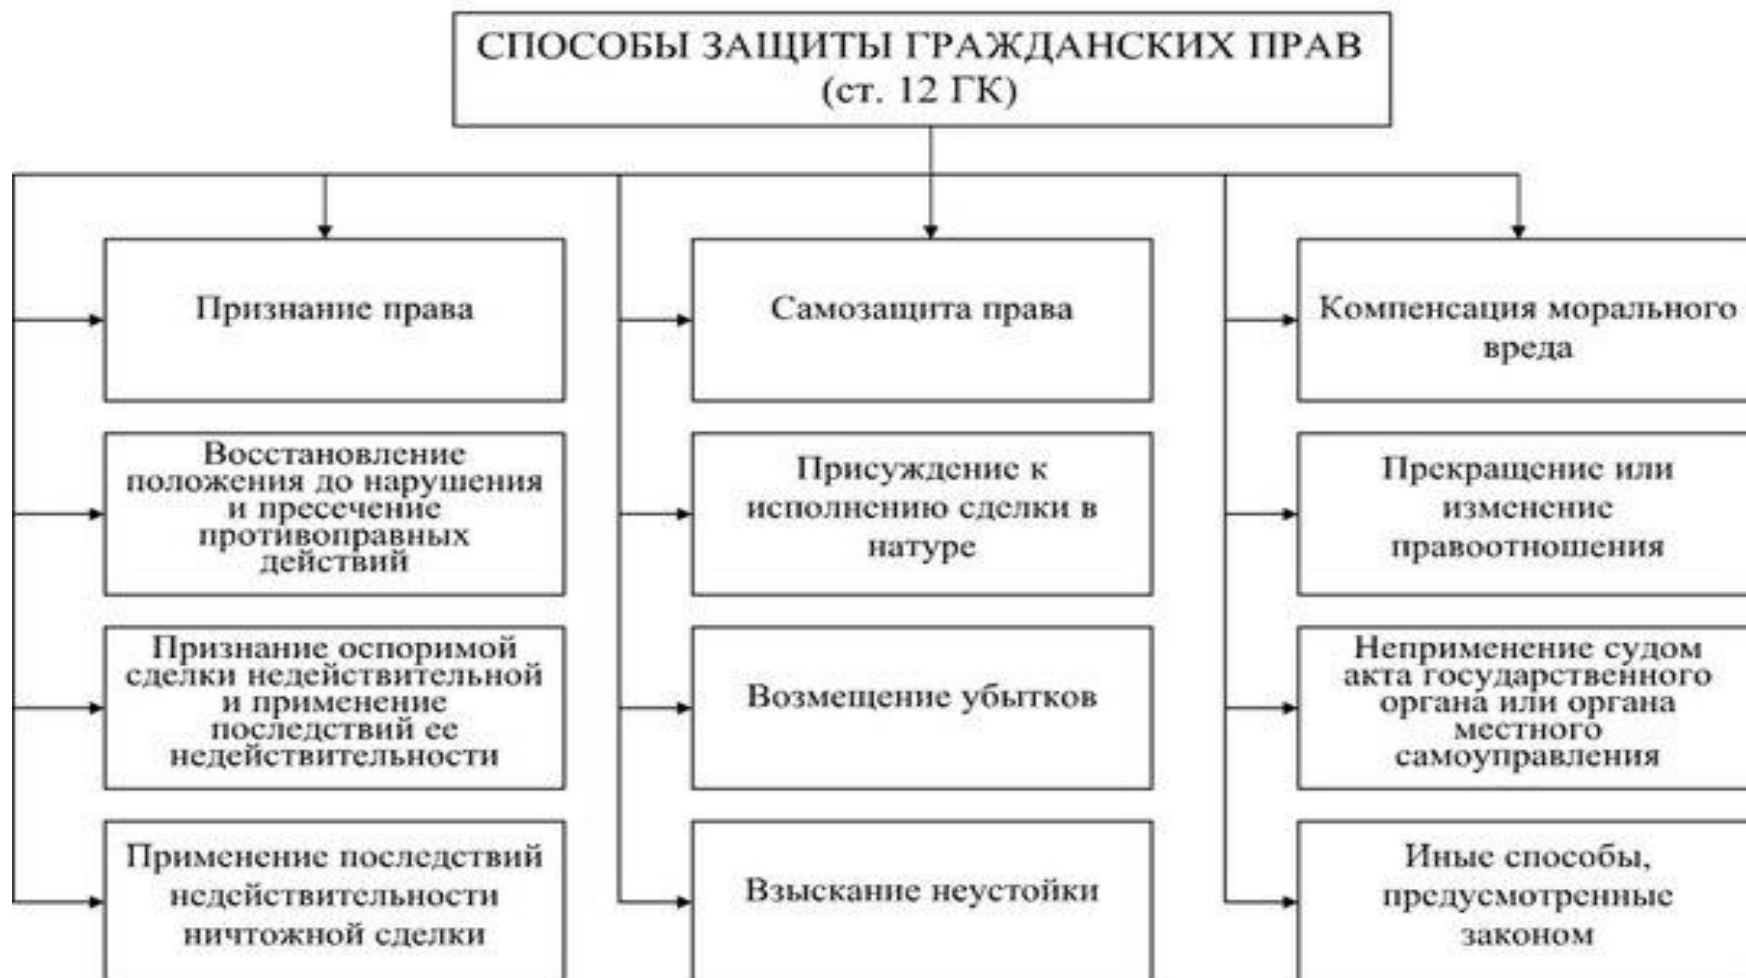 СПОСОБЫ ЗАЩИТЫ ГРАЖДАНСКИХ ПРАВ
(ст. 12 ГК)
Признание права
Восстановление
положения до нарушения
и пресечение
противоправных
действий
Признание оспоримой
сделки недействительной
и применение
последствий ее
недействительности
Применение последствий
недействительности
ничтожной сделки
Самозащита права
Присуждение к
исполнению сделки в
натуре
Возмещение убытков
Взыскание неустойки
Компенсация морального
вреда
Прекращение или
изменение
правоотношения
Неприменение судом
акта государственного
органа или органа
местного
самоуправления
Иные способы,
предусмотренные
законом